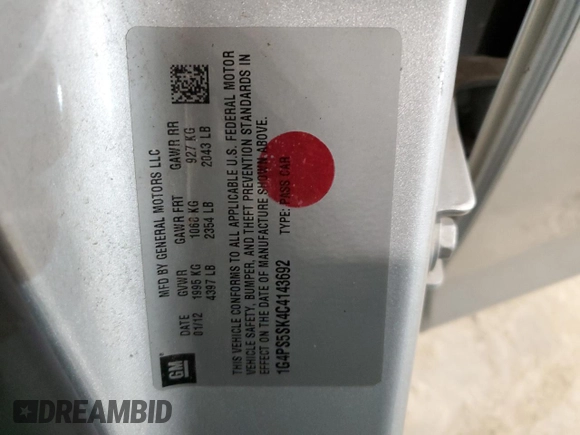 MFD BY GENERAL MOTORS LLC
DATE GVWR GAWR FRT GAWR RR
01/12 1995 KG 1068 KG 927 KG
4397 LB 2354 LB 2043 LB
THIS VEHICLE CONFORMS TO ALL APPLICABLE U.S. FEDERAL MOTOR
VEHICLE SAFETY, BUMPER, AND THEFT PREVENTION STANDARDS IN
EFFECT ON THE DATE OF MANUFACTURE SHOWN ABOVE.
1G4PS5SK4C4143692 TYPE: PASS CAR
GM
DREAMBID